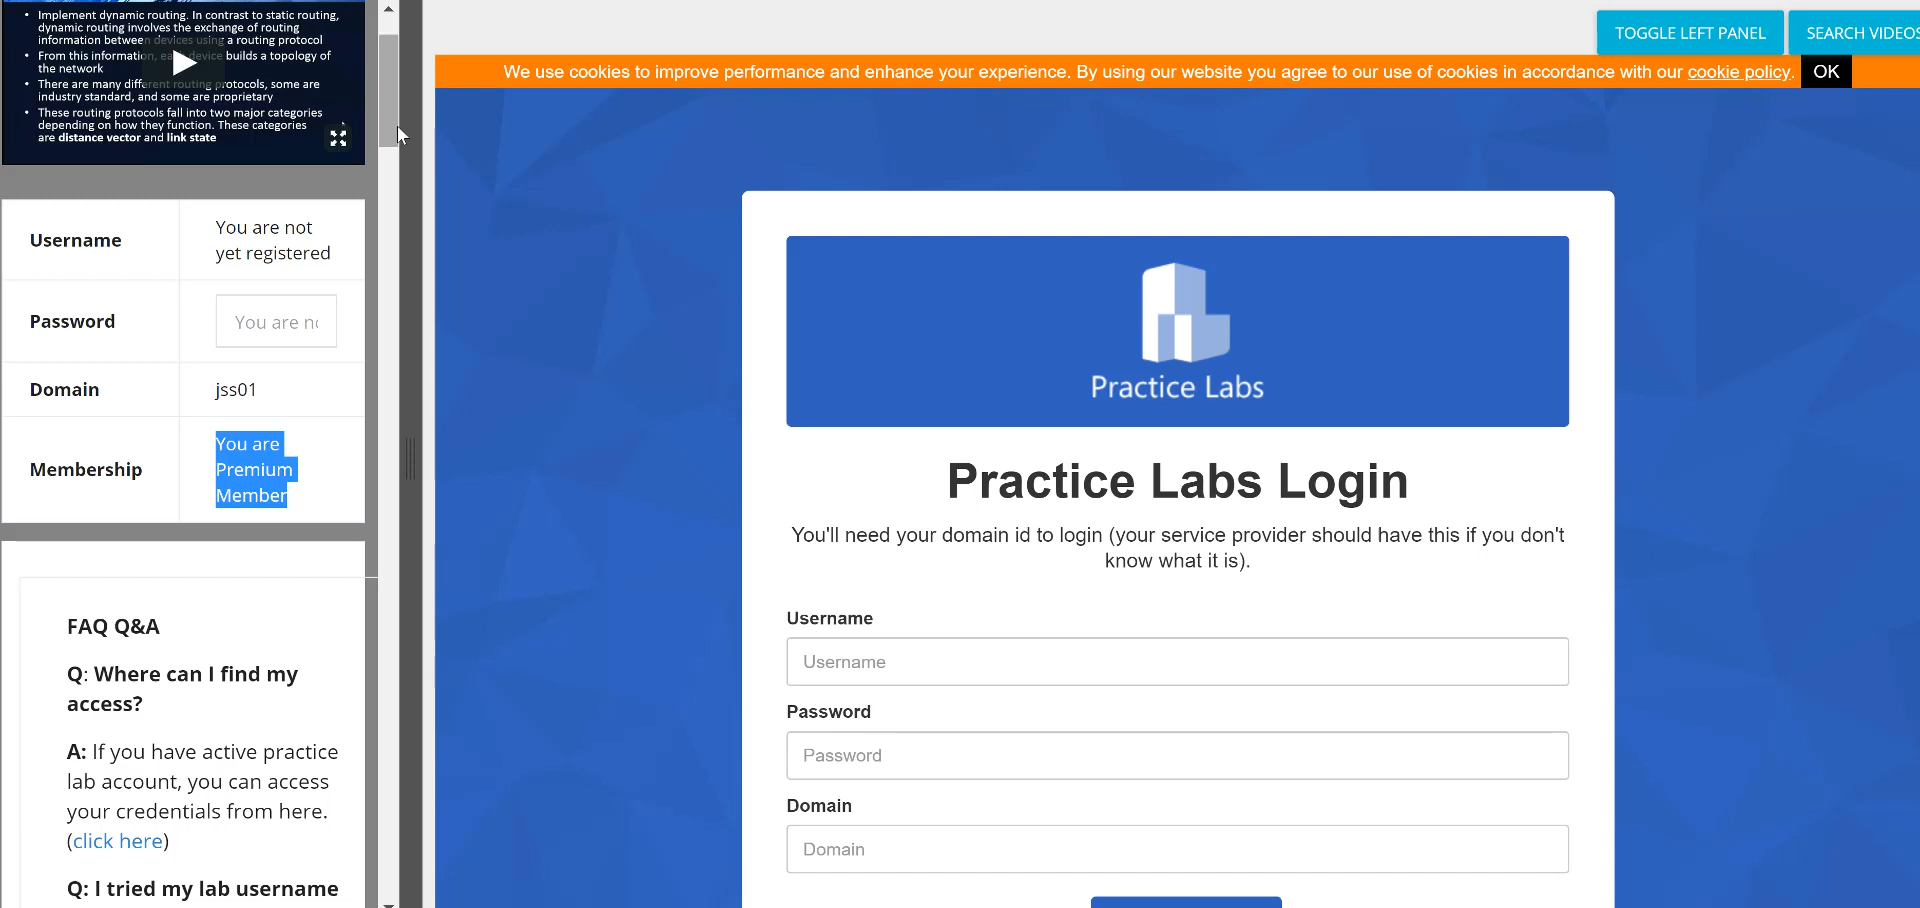 • Implement dynamic routing. In contrast to static routing,
dynamic routing involves the exchange of routing
information between devices using a routing protocol
• From this information, each device builds a topology of
the network
• There are many different routing protocols, some are
industry standard, and some are proprietary
• These routing protocols fall into two major categories
depending on how they function. These categories
are distance vector and link state
Username
You are not
yet registered
Password
You are no
Domain
jss01
Membership
You are
Premium
Member
FAQ Q&A
Q: Where can I find my
access?
A: If you have active practice
lab account, you can access
your credentials from here.
(click here)
Q: I tried my lab username
TOGGLE LEFT PANEL
SEARCH VIDEOS
We use cookies to improve performance and enhance your experience. By using our website you agree to our use of cookies in accordance with our cookie policy.
OK
Practice Labs
Practice Labs Login
You'll need your domain id to login (your service provider should have this if you don't
know what it is).
Username
Username
Password
Password
Domain
Domain